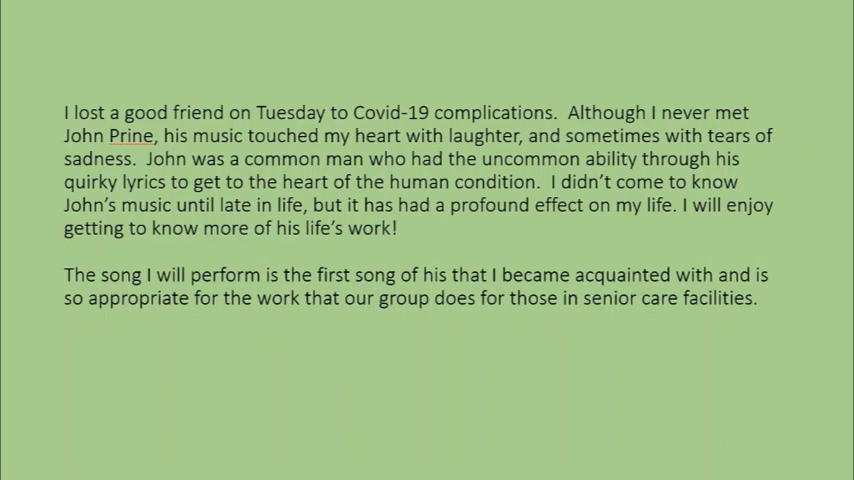 I lost a good friend on Tuesday to Covid-19 complications.  Although I never met
John Prine, his music touched my heart with laughter, and sometimes with tears of
sadness.  John was a common man who had the uncommon ability through his
quirky lyrics to get to the heart of the human condition.  I didn’t come to know
John’s music until late in life, but it has had a profound effect on my life. I will enjoy
getting to know more of his life’s work!
The song I will perform is the first song of his that I became acquainted with and is
so appropriate for the work that our group does for those in senior care facilities.